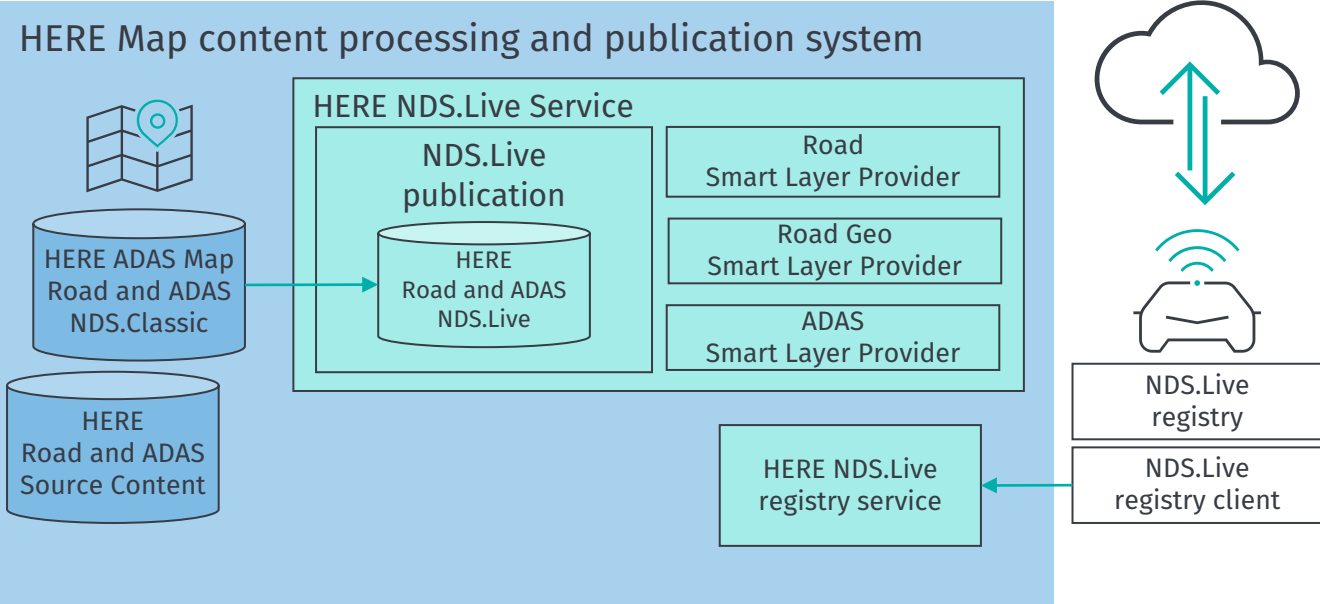 HERE Map content processing and publication system
HERE NDS.Live Service
NDS.Live
publication
HERE
Road and ADAS
NDS.Live
Road
Smart Layer Provider
Road Geo
Smart Layer Provider
ADAS
Smart Layer Provider
HERE ADAS Map
Road and ADAS
NDS.Classic
HERE
Road and ADAS
Source Content
HERE NDS.Live
registry service
NDS.Live
registry
NDS.Live
registry client